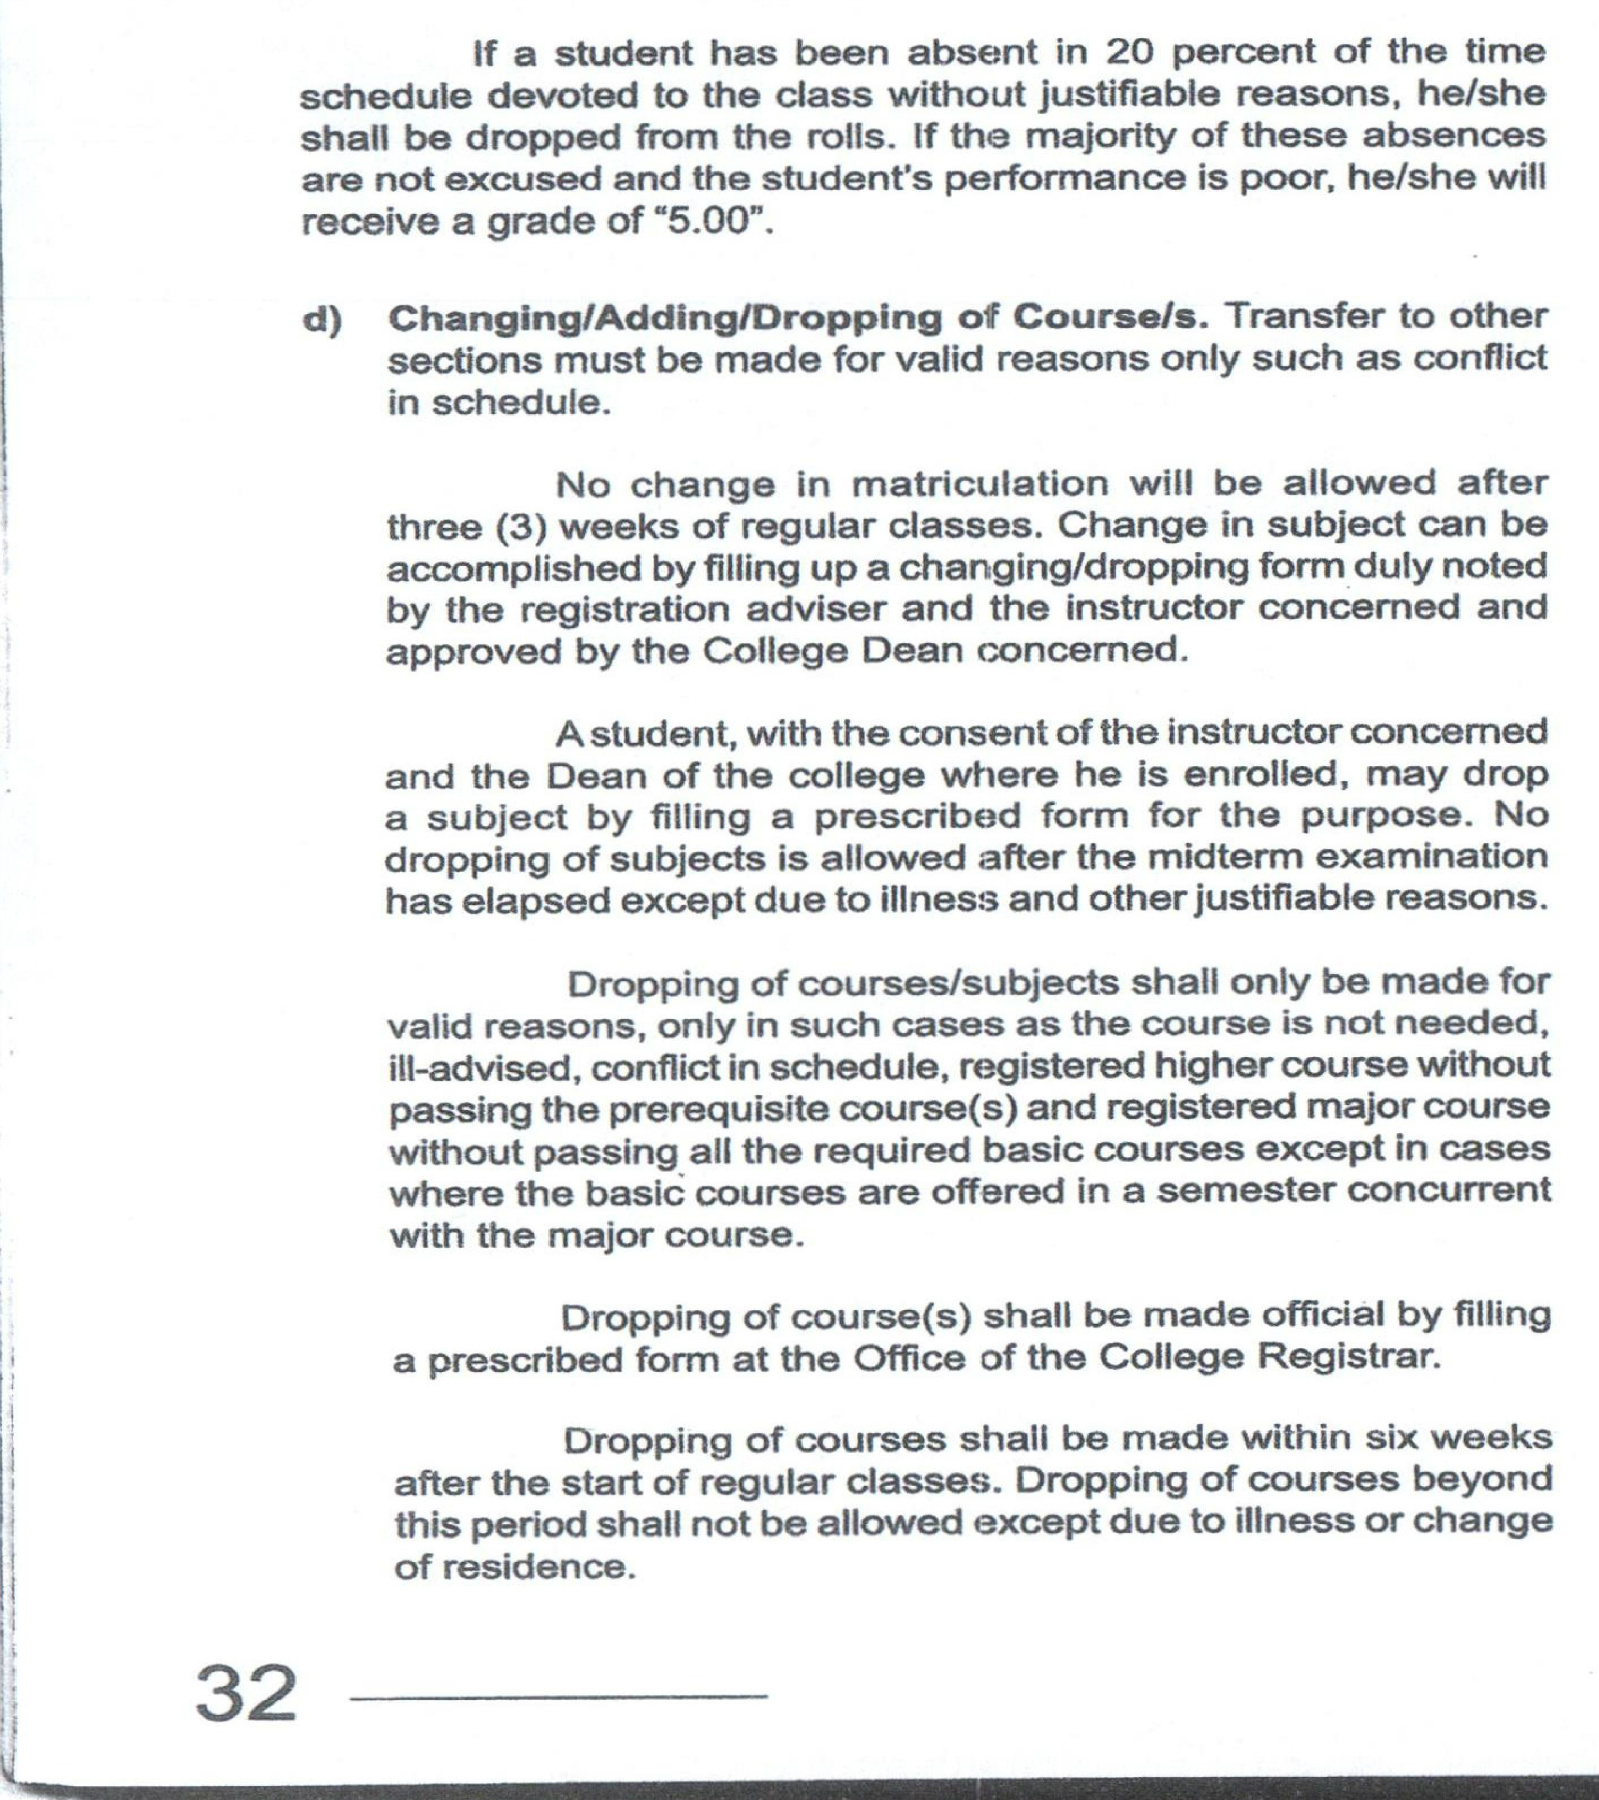 If a student has been absent in 20 percent of the time
schedule devoted to the class without justifiable reasons, he/she
shall be dropped from the rolls. If the majority of these absences
are not excused and the student's performance is poor, he/she will
receive a grade of “5.00”.
d) Changing/Adding/Dropping of Course/s. Transfer to other
sections must be made for valid reasons only such as conflict
in schedule.
No change in matriculation will be allowed after
three (3) weeks of regular classes. Change in subject can be
accomplished by filling up a changing/dropping form duly noted
by the registration adviser and the instructor concerned and
approved by the College Dean concerned.
A student, with the consent of the instructor concerned
and the Dean of the college where he is enrolled, may drop
a subject by filling a prescribed form for the purpose. No
dropping of subjects is allowed after the midterm examination
has elapsed except due to illness and other justifiable reasons.
Dropping of courses/subjects shall only be made for
valid reasons, only in such cases as the course is not needed,
ill-advised, conflict in schedule, registered higher course without
passing the prerequisite course(s) and registered major course
without passing all the required basic courses except in cases
where the basic courses are offered in a semester concurrent
with the major course.
Dropping of course(s) shall be made official by filling
a prescribed form at the Office of the College Registrar.
Dropping of courses shall be made within six weeks
after the start of regular classes. Dropping of courses beyond
this period shall not be allowed except due to illness or change
of residence.
32